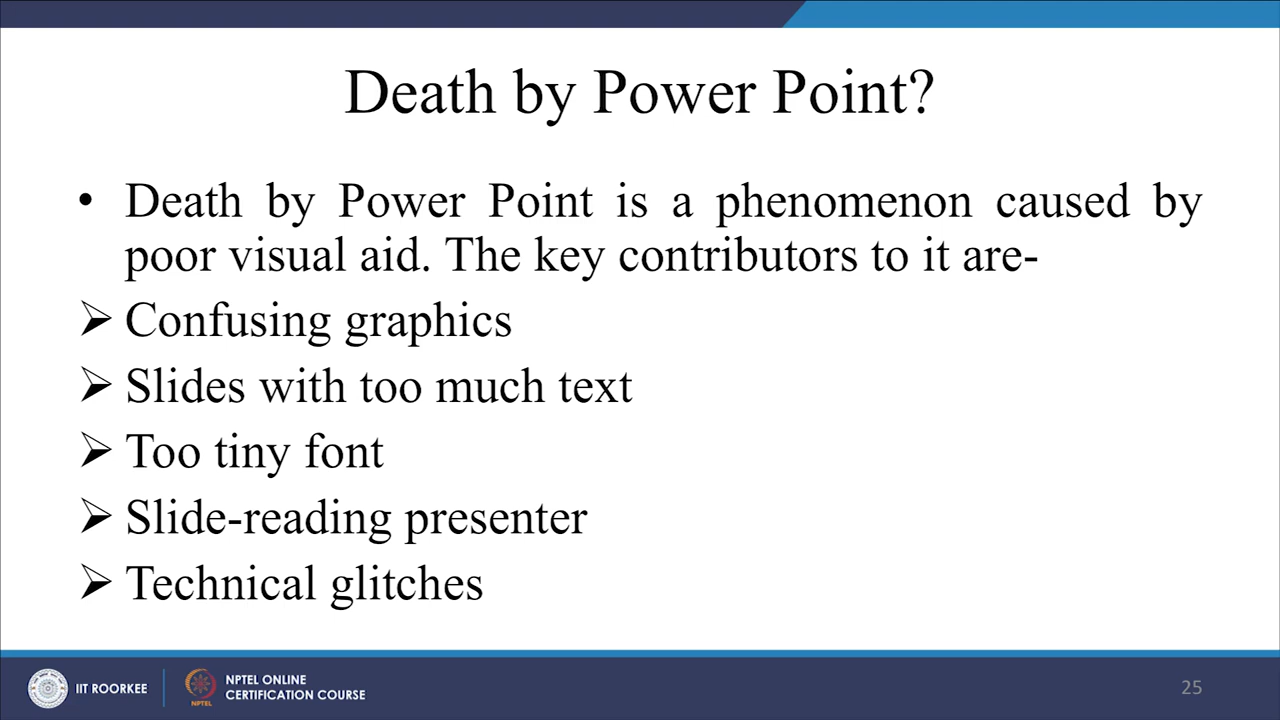 Death by Power Point?
• Death by Power Point is a phenomenon caused by
poor visual aid. The key contributors to it are-
➢ Confusing graphics
➢ Slides with too much text
➢ Too tiny font
➢ Slide-reading presenter
➢ Technical glitches
IIT ROORKEE
NPTEL
NPTEL ONLINE
CERTIFICATION COURSE
25